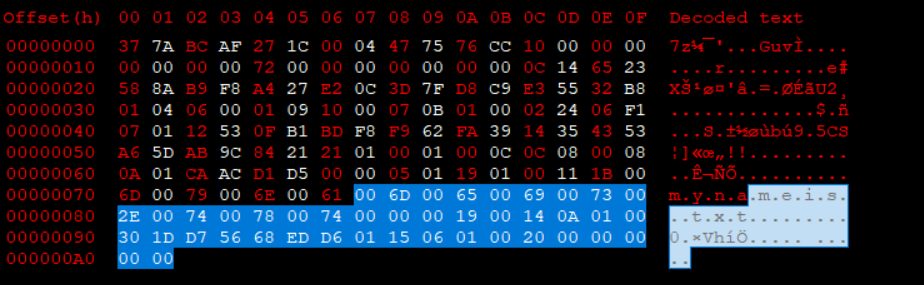 Offset(h) 00 01 02 03 04 05 06 07 08 09 0A 0B 0C 0D 0E 0F Decoded text
00000000 37 7A BC AF 27 1C 00 04 47 75 76 CC 10 00 00 00 7z¼¯'...GuvÌ....
00000010 00 00 00 00 72 00 00 00 00 00 00 00 0C 14 65 23 ....r.........e#
00000020 58 8A B9 F8 A4 27 E2 0C 3D 7F D8 C9 E3 55 32 B8 XŠ¹ø¤'â.=.ØÉãU2¸
00000030 01 04 06 00 01 09 10 00 07 0B 01 00 02 24 06 F1 .............$.ñ
00000040 07 01 12 53 0F B1 BD F8 F9 62 FA 39 14 35 43 53 ...S.±½øùbú9.5CS
00000050 A6 5D AB 9C 84 21 21 01 00 01 00 0C 0C 08 00 08 ¦]«œ„!!.........
00000060 0A 01 CA AC D1 D5 00 00 05 01 19 01 00 11 1B 00 ..Ê¬ÑÕ..........
00000070 6D 00 79 00 6E 00 61 00 6D 00 65 00 69 00 73 00 m.y.n.a.m.e.i.s.
00000080 2E 00 74 00 78 00 74 00 00 00 19 00 14 0A 01 00 ..t.x.t.........
00000090 30 1D D7 56 68 ED D6 01 15 06 01 00 20 00 00 00 0.×VhíÖ..... ...
000000A0 00 00 ..